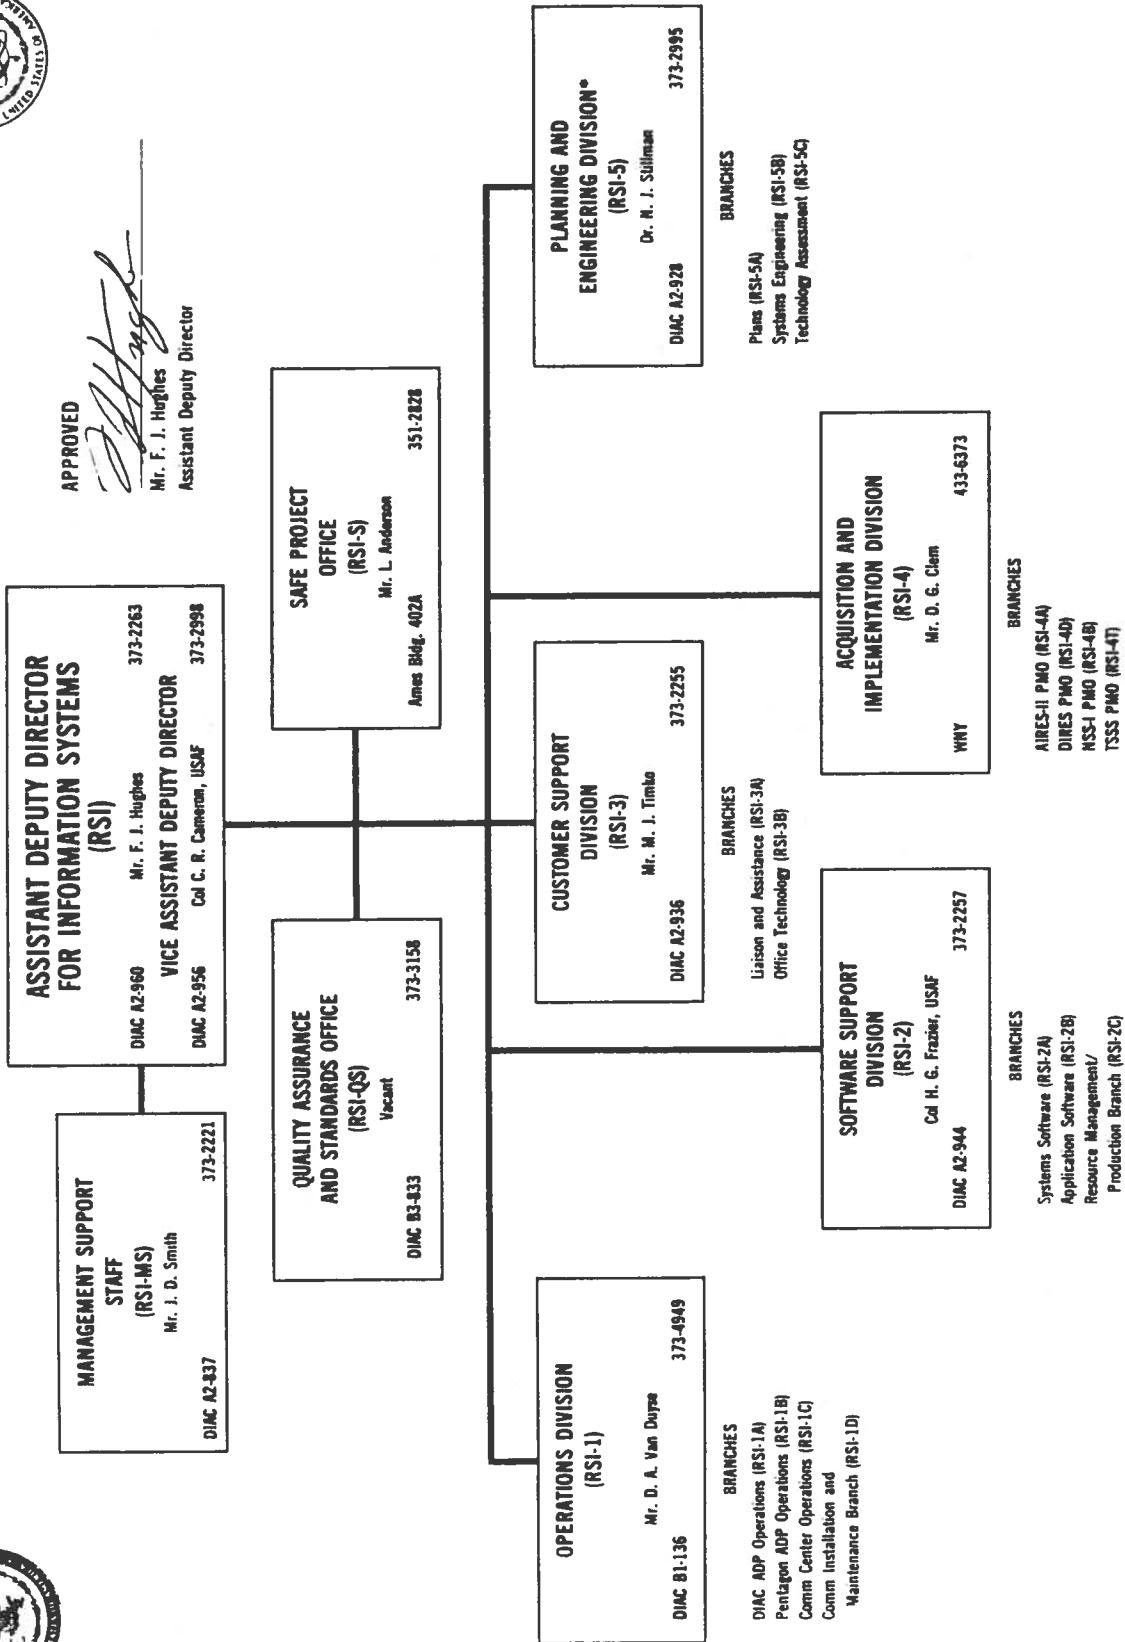 UNITED STATES OF AMERICA
APPROVED
Mr. F. J. Hughes
Assistant Deputy Director
ASSISTANT DEPUTY DIRECTOR
FOR INFORMATION SYSTEMS
(RSI)
DIAC A2-960 Mr. F. J. Hughes 373-2263
VICE ASSISTANT DEPUTY DIRECTOR
DIAC A2-956 Col C. R. Cameron, USAF 373-2998
MANAGEMENT SUPPORT
STAFF
(RSI-MS)
Mr. J. D. Smith
DIAC A2-837 373-2221
QUALITY ASSURANCE
AND STANDARDS OFFICE
(RSI-QS)
Vacant
DIAC B3-833 373-3158
SAFE PROJECT
OFFICE
(RSI-S)
Mr. L. Anderson
Ames Bldg. 402A 351-2828
OPERATIONS DIVISION
(RSI-1)
Mr. D. A. Van Duyse
DIAC B1-136 373-4949
BRANCHES
DIAC ADP Operations (RSI-1A)
Pentagon ADP Operations (RSI-1B)
Comm Center Operations (RSI-1C)
Comm Installation and
Maintenance Branch (RSI-1D)
SOFTWARE SUPPORT
DIVISION
(RSI-2)
Col H. G. Frazier, USAF
DIAC A2-944 373-2257
BRANCHES
Systems Software (RSI-2A)
Application Software (RSI-2B)
Resource Management/
Production Branch (RSI-2C)
CUSTOMER SUPPORT
DIVISION
(RSI-3)
Mr. M. J. Timko
DIAC A2-936 373-2255
BRANCHES
Liaison and Assistance (RSI-3A)
Office Technology (RSI-3B)
ACQUISITION AND
IMPLEMENTATION DIVISION
(RSI-4)
Mr. D. G. Clem
WNY 433-6373
BRANCHES
AIRES-II PMO (RSI-4A)
DIRES PMO (RSI-4D)
NSS-I PMO (RSI-4B)
TSSS PMO (RSI-4T)
PLANNING AND
ENGINEERING DIVISION*
(RSI-5)
Dr. N. J. Stillman
DIAC A2-928 373-2995
BRANCHES
Plans (RSI-5A)
Systems Engineering (RSI-5B)
Technology Assessment (RSI-5C)